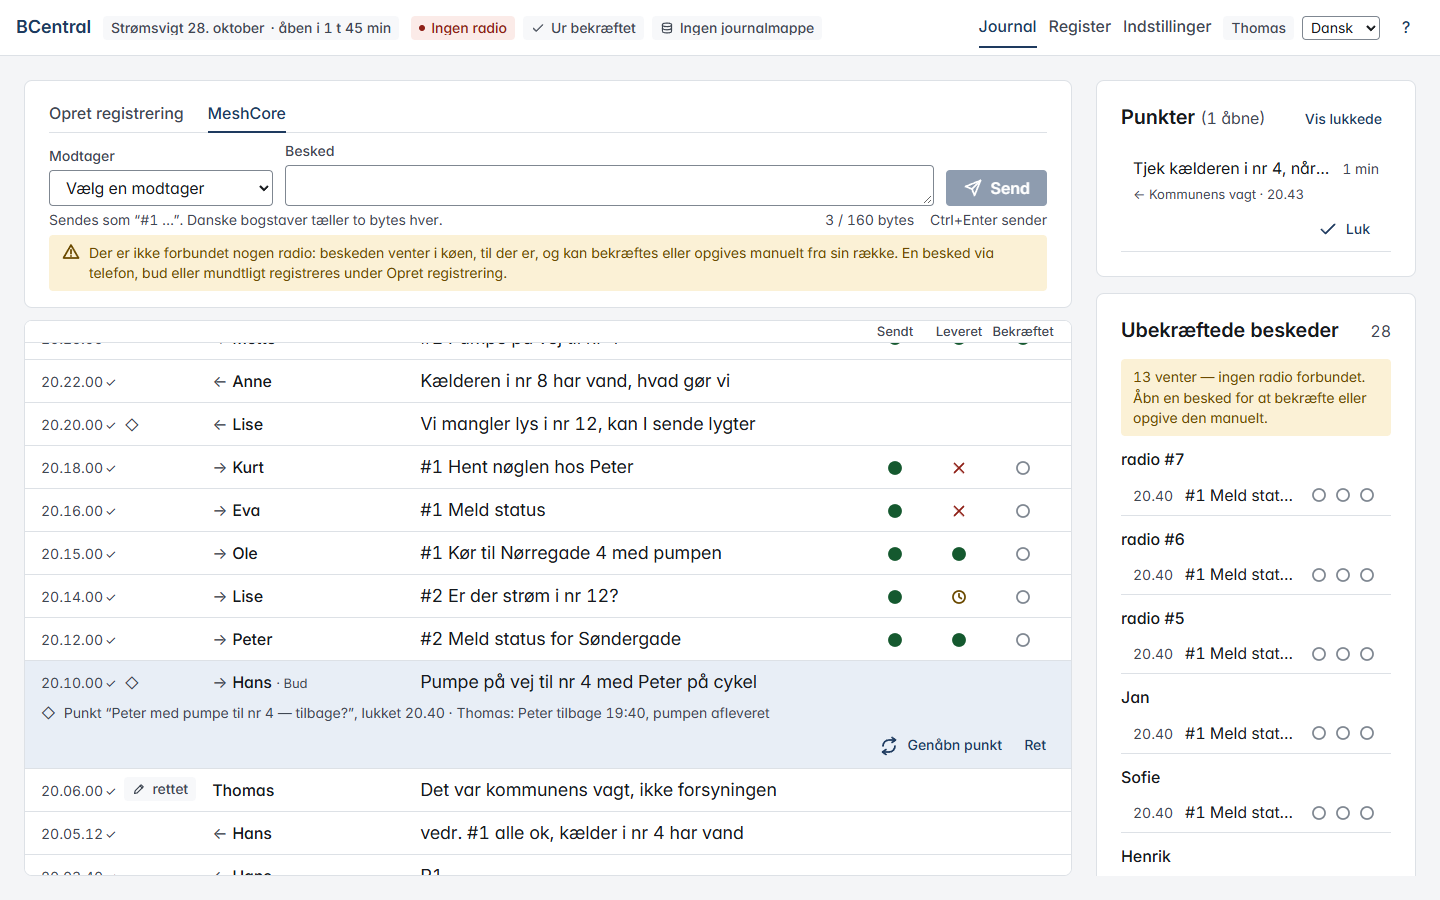 BCentral
Strømsvigt 28. oktober · åben i 1 t 45 min
Ingen radio
Ur bekræftet
Ingen journalmappe
Journal
Register
Indstillinger
Thomas
Dansk
?
Opret registrering
MeshCore
Modtager
Besked
Vælg en modtager
Send
Sendes som “#1 …”. Danske bogstaver tæller to bytes hver.
3 / 160 bytes
Ctrl+Enter sender
Der er ikke forbundet nogen radio: beskeden venter i køen, til der er, og kan bekræftes eller opgives manuelt fra sin række. En besked via
telefon, bud eller mundtligt registreres under Opret registrering.
Sendt Leveret Bekræftet
20.22.00 ← Anne Kælderen i nr 8 har vand, hvad gør vi
20.20.00 ← Lise Vi mangler lys i nr 12, kan I sende lygter
20.18.00 → Kurt #1 Hent nøglen hos Peter
20.16.00 → Eva #1 Meld status
20.15.00 → Ole #1 Kør til Nørregade 4 med pumpen
20.14.00 → Lise #2 Er der strøm i nr 12?
20.12.00 → Peter #2 Meld status for Søndergade
20.10.00 → Hans · Bud Pumpe på vej til nr 4 med Peter på cykel
Punkt “Peter med pumpe til nr 4 — tilbage?”, lukket 20.40 · Thomas: Peter tilbage 19:40, pumpen afleveret
Genåbn punkt Ret
20.06.00 rettet Thomas Det var kommunens vagt, ikke forsyningen
20.05.12 ← Hans vedr. #1 alle ok, kælder i nr 4 har vand
Punkter (1 åbne)
Vis lukkede
Tjek kælderen i nr 4, når… 1 min
← Kommunens vagt · 20.43
Luk
Ubekræftede beskeder 28
13 venter — ingen radio forbundet.
Åbn en besked for at bekræfte eller
opgive den manuelt.
radio #7
20.40 #1 Meld stat…
radio #6
20.40 #1 Meld stat…
radio #5
20.40 #1 Meld stat…
Jan
20.40 #1 Meld stat…
Sofie
20.40 #1 Meld stat…
Henrik